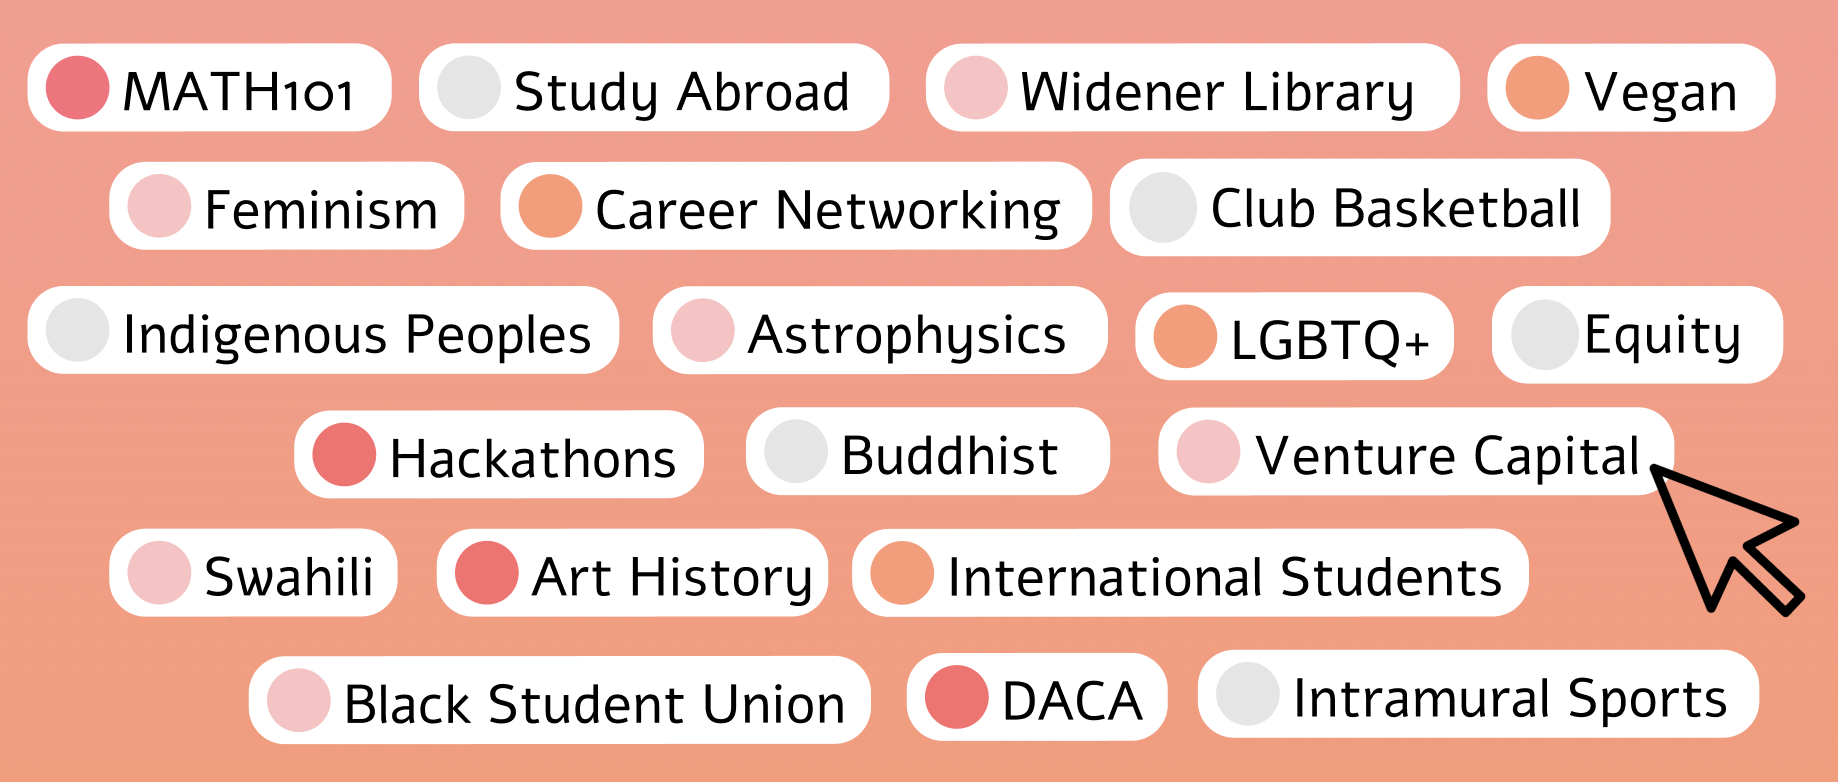 MATH101 Study Abroad Widener Library Vegan
Feminism Career Networking Club Basketball
Indigenous Peoples Astrophysics LGBTQ+ Equity
Hackathons Buddhist Venture Capital
Swahili Art History International Students
Black Student Union DACA Intramural Sports